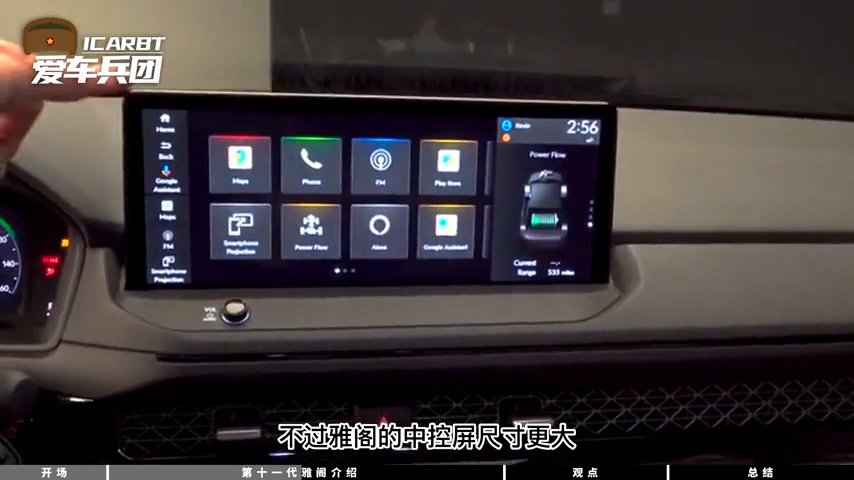 ICARBT
爱车兵团
Home
Back
Google
Assistant
Maps
FM
Smartphone
Projection
Maps
Phone
FM
Play Store
Smartphone
Projection
Power Flow
Alexa
Google Assistant
2:56
Power Flow
Current --.-
Range 533 miles
VOL
140
不过雅阁的中控屏尺寸更大
开场
第十一代雅阁介绍
观点
总结